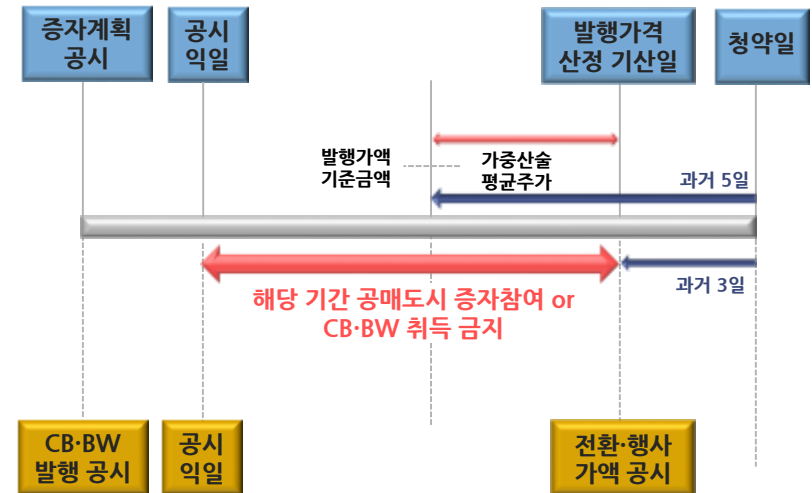 증자계획
공시
공시
익일
발행가격
산정 기산일
청약일
발행가액
기준금액
가중산술
평균주가
과거 5일
과거 3일
해당 기간 공매도시 증자참여 or
CB·BW 취득 금지
CB·BW
발행 공시
공시
익일
전환·행사
가액 공시